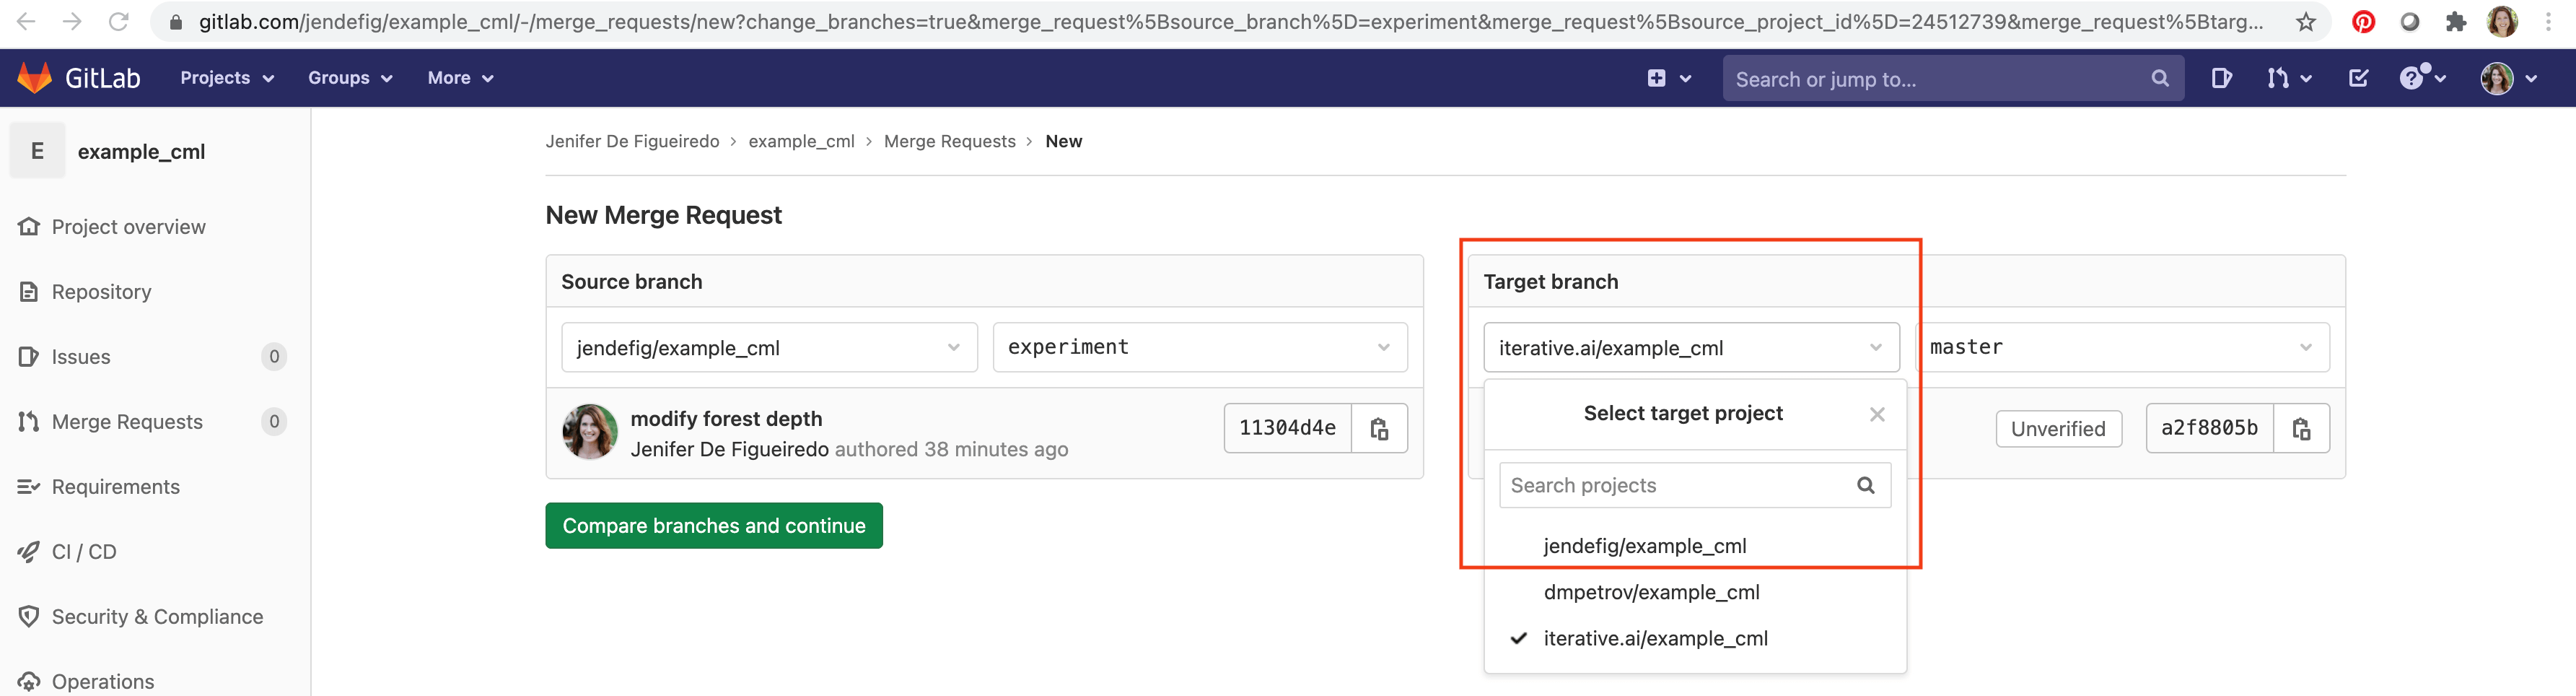 gitlab.com/jendefig/example_cml/-/merge_requests/new?change_branches=true&merge_request%5Bsource_branch%5D=experiment&merge_request%5Bsource_project_id%5D=24512739&merge_request%5Btarg...
GitLab Projects Groups More Search or jump to...
E example_cml
Project overview
Repository
Issues 0
Merge Requests 0
Requirements
CI / CD
Security & Compliance
Operations
Jenifer De Figueiredo › example_cml › Merge Requests › New
New Merge Request
Source branch
jendefig/example_cml experiment
modify forest depth
Jenifer De Figueiredo authored 38 minutes ago
11304d4e
Compare branches and continue
Target branch
iterative.ai/example_cml master
Unverified a2f8805b
Select target project
Search projects
jendefig/example_cml
dmpetrov/example_cml
iterative.ai/example_cml